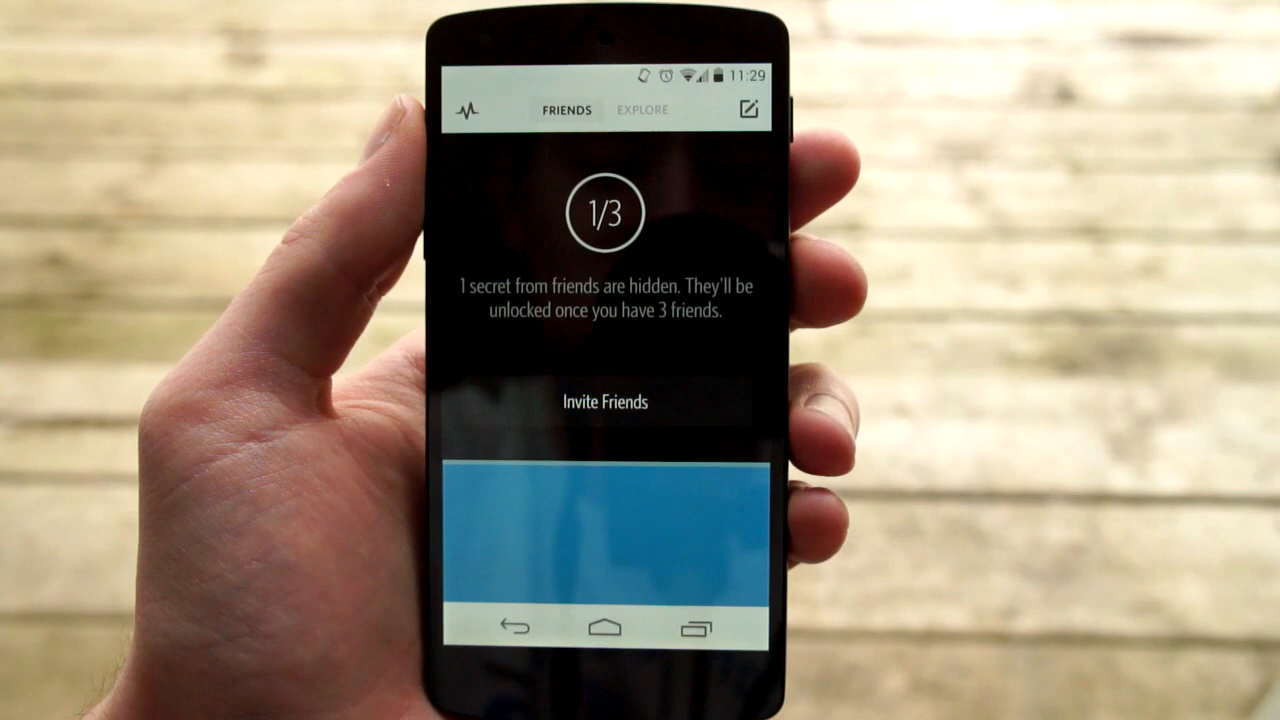 11:29
FRIENDS EXPLORE
1/3
1 secret from friends are hidden. They'll be
unlocked once you have 3 friends.
Invite Friends